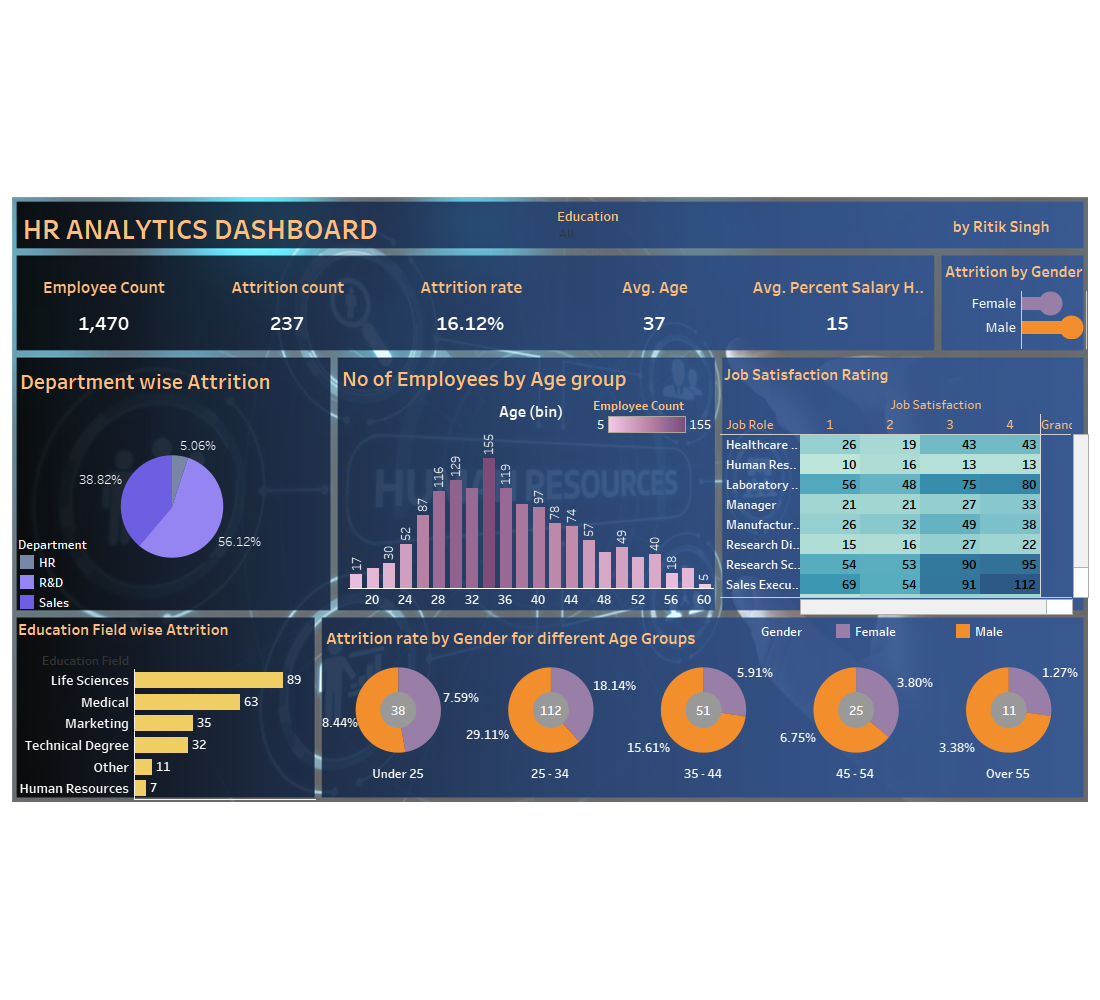 HR ANALYTICS DASHBOARD
Education
All
by Ritik Singh
Employee Count
1,470
Attrition count
237
Attrition rate
16.12%
Avg. Age
37
Avg. Percent Salary H..
15
Attrition by Gender
Female
Male
Department wise Attrition
5.06%
38.82%
56.12%
Department
HR
R&D
Sales
No of Employees by Age group
Age (bin)
Employee Count
5 155
17 30 52 87 116 129 155 119 97 78 74 57 49 40 18 5
20 24 28 32 36 40 44 48 52 56 60
HUMAN RESOURCES
Job Satisfaction Rating
Job Satisfaction
Job Role 1 2 3 4 Granc
Healthcare .. 26 19 43 43
Human Res.. 10 16 13 13
Laboratory .. 56 48 75 80
Manager 21 21 27 33
Manufactur.. 26 32 49 38
Research Di.. 15 16 27 22
Research Sc.. 54 53 90 95
Sales Execu.. 69 54 91 112
Education Field wise Attrition
Education Field
Life Sciences 89
Medical 63
Marketing 35
Technical Degree 32
Other 11
Human Resources 7
Attrition rate by Gender for different Age Groups
Gender Female Male
38 7.59% 8.44%
Under 25
112 18.14% 29.11%
25 - 34
51 5.91% 15.61%
35 - 44
25 3.80% 6.75%
45 - 54
11 1.27% 3.38%
Over 55